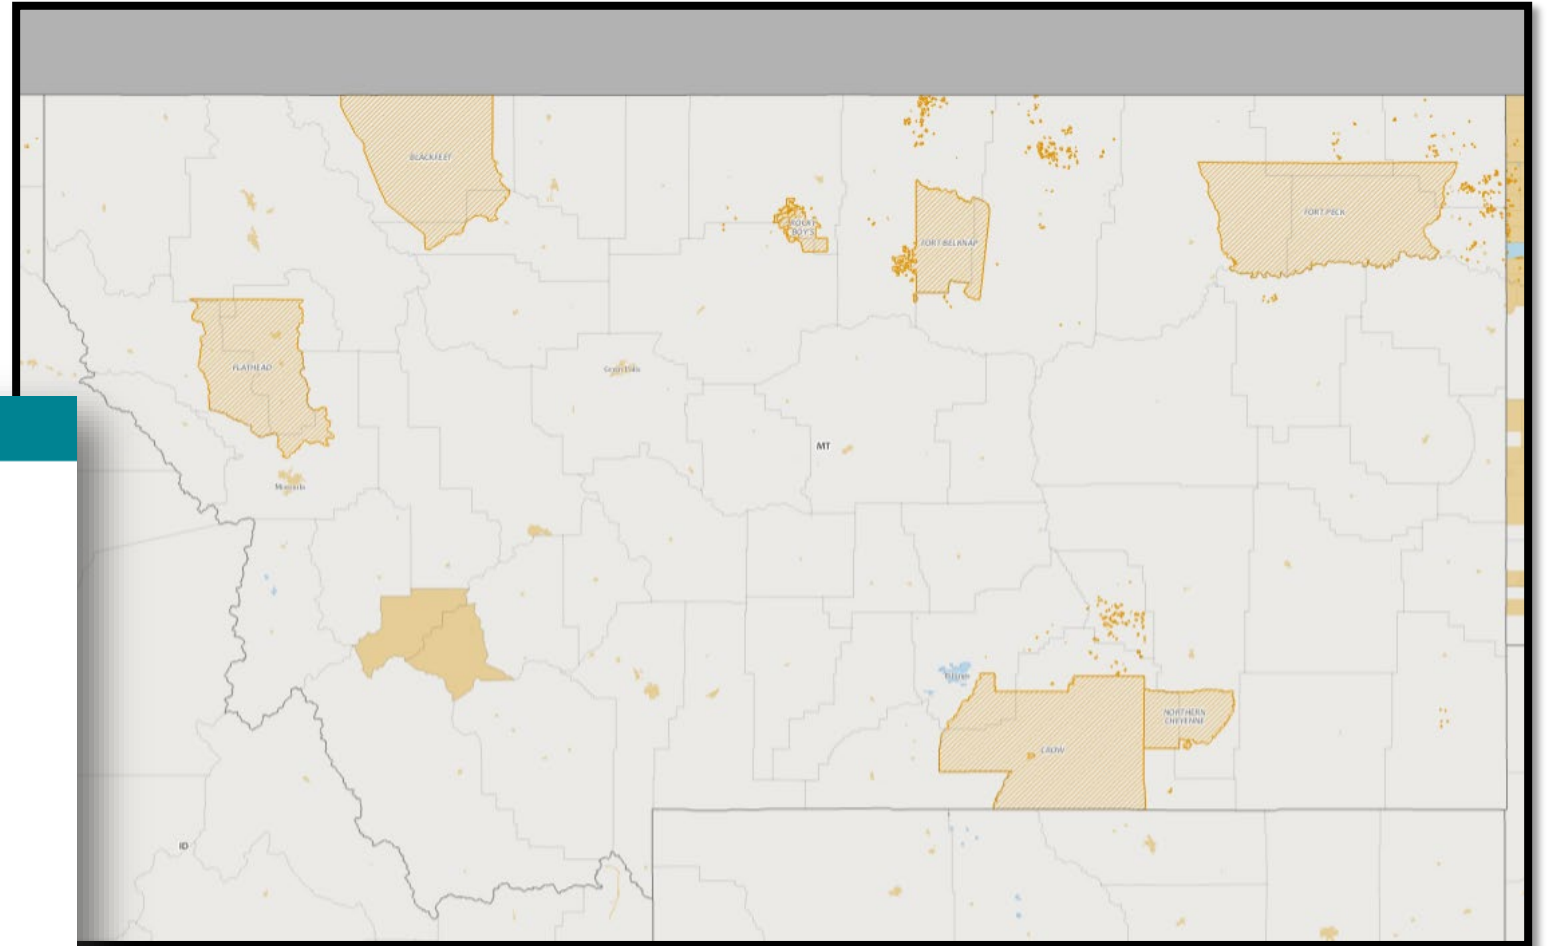 BLACKFEET
ROCKY
BOY'S
FORT BELKNAP
FORT PECK
FLATHEAD
Great Falls
MT
Missoula
Billings
NORTHERN
CHEYENNE
CROW
ID